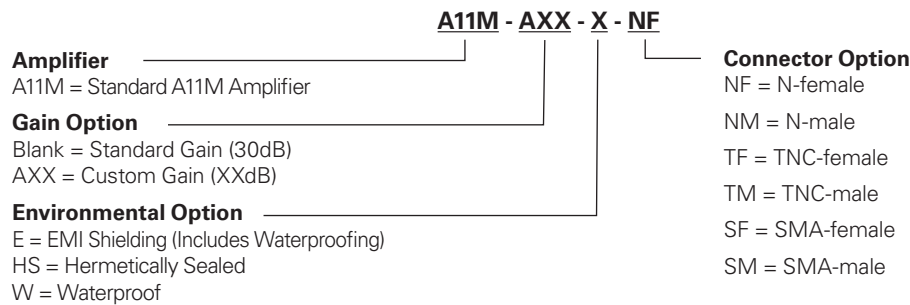 A11M - AXX - X - NF
Amplifier
A11M = Standard A11M Amplifier
Gain Option
Blank = Standard Gain (30dB)
AXX = Custom Gain (XXdB)
Environmental Option
E = EMI Shielding (Includes Waterproofing)
HS = Hermetically Sealed
W = Waterproof
Connector Option
NF = N-female
NM = N-male
TF = TNC-female
TM = TNC-male
SF = SMA-female
SM = SMA-male